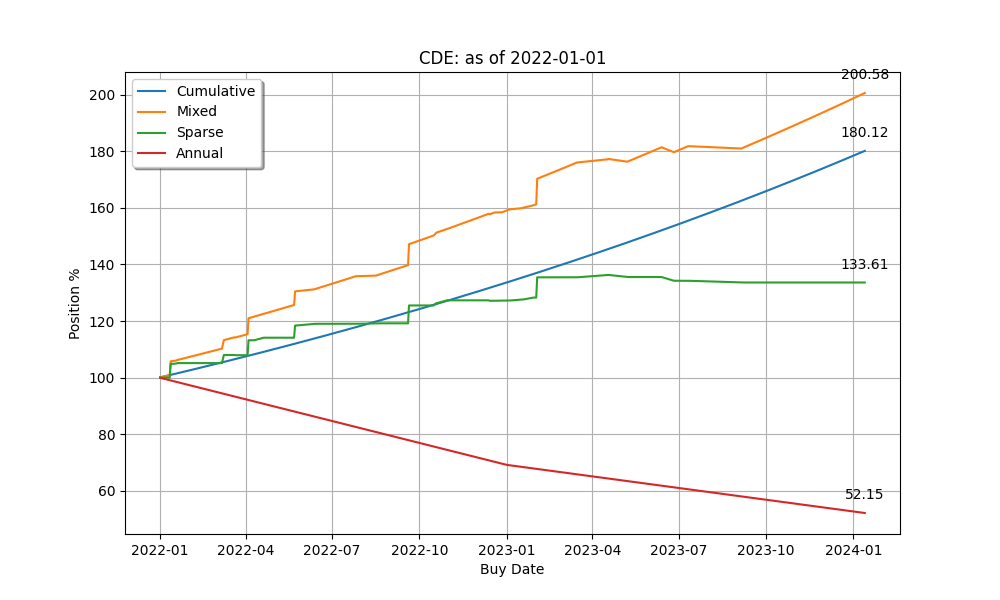 CDE: as of 2022-01-01
200.58
Cumulative
Mixed
Sparse
Annual
180.12
133.61
52.15
200
180
160
140
120
100
80
60
Position %
2022-01 2022-04 2022-07 2022-10 2023-01 2023-04 2023-07 2023-10 2024-01
Buy Date